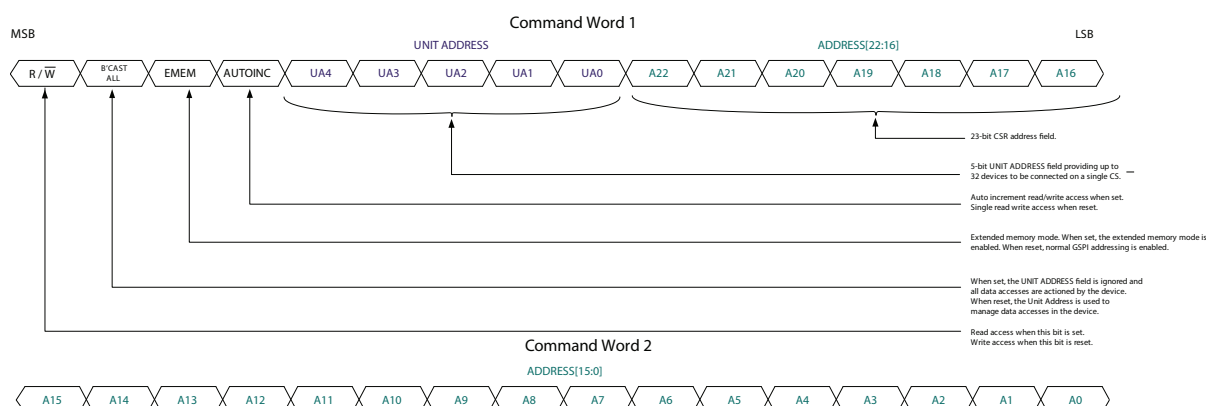 Command Word 1
MSB
LSB
UNIT ADDRESS
ADDRESS[22:16]
R / W
B'CAST
ALL
EMEM
AUTOINC
UA4
UA3
UA2
UA1
UA0
A22
A21
A20
A19
A18
A17
A16
23-bit CSR address field.
5-bit UNIT ADDRESS field providing up to
32 devices to be connected on a single CS.
Auto increment read/write access when set.
Single read write access when reset.
Extended memory mode. When set, the extended memory mode is
enabled. When reset, normal GSPI addressing is enabled.
When set, the UNIT ADDRESS field is ignored and
all data accesses are actioned by the device.
When reset, the Unit Address is used to
manage data accesses in the device.
Read access when this bit is set.
Write access when this bit is reset.
Command Word 2
ADDRESS[15:0]
A15
A14
A13
A12
A11
A10
A9
A8
A7
A6
A5
A4
A3
A2
A1
A0